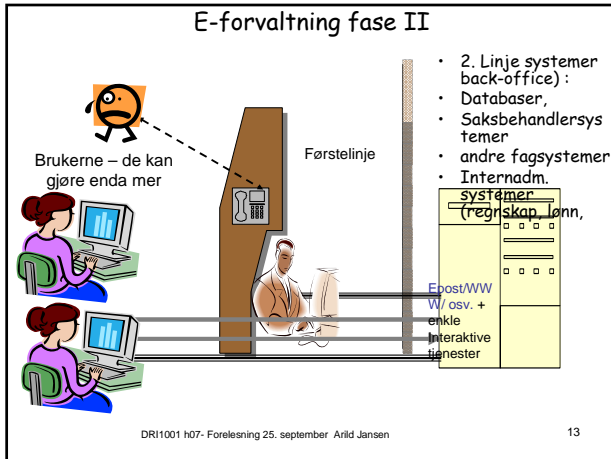 E-forvaltning fase II
• 2. Linje systemer
back-office) :
• Databaser,
• Saksbehandlersys
temer
• andre fagsystemer
• Internadm.
systemer
(regnskap, lønn,
Brukerne – de kan
gjøre enda mer
Førstelinje
Epost/WW
W/ osv. +
enkle
Interaktive
tjenester
DRI1001 h07- Forelesning 25. september Arild Jansen
13